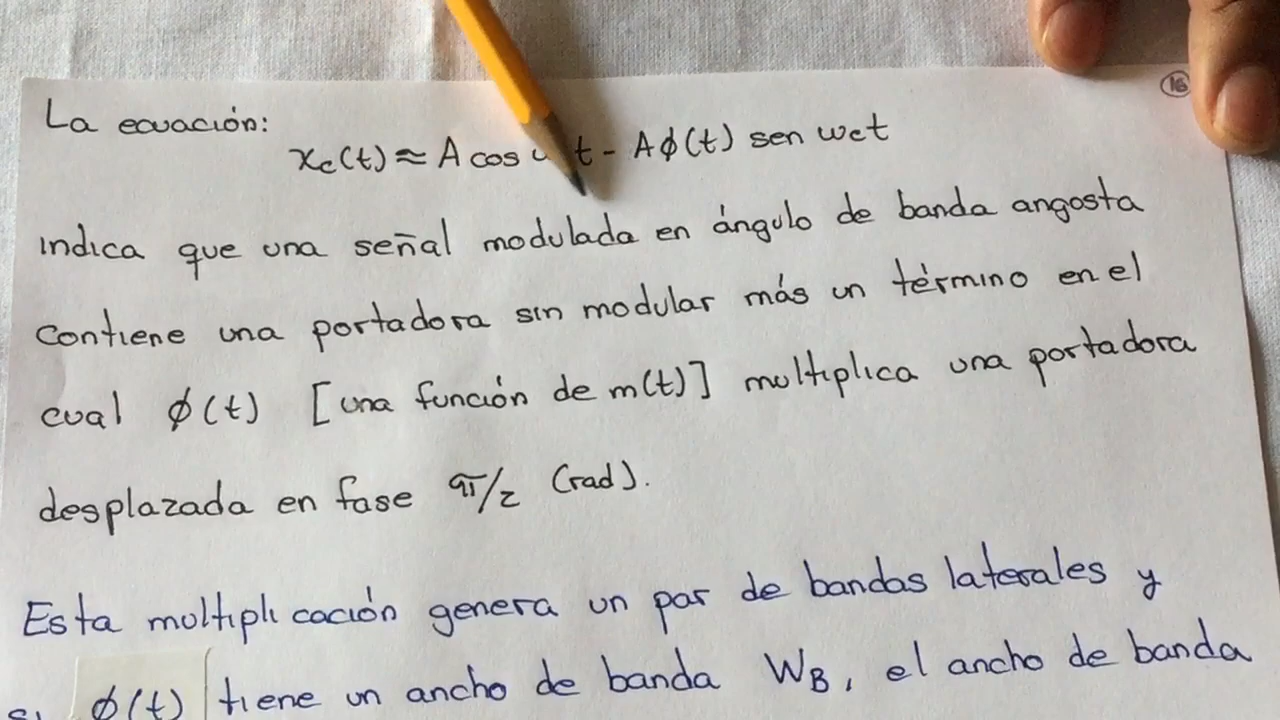 16
La ecuación:
xc(t) ≈ A cos t - Aϕ(t) sen wct
indica que una señal modulada en ángulo de banda angosta
contiene una portadora sin modular más un término en el
cual ϕ(t) [una función de m(t)] multiplica una portadora
desplazada en fase π/2 (rad).
Esta multiplicación genera un par de bandas laterales y
si ϕ(t) tiene un ancho de banda WB, el ancho de banda